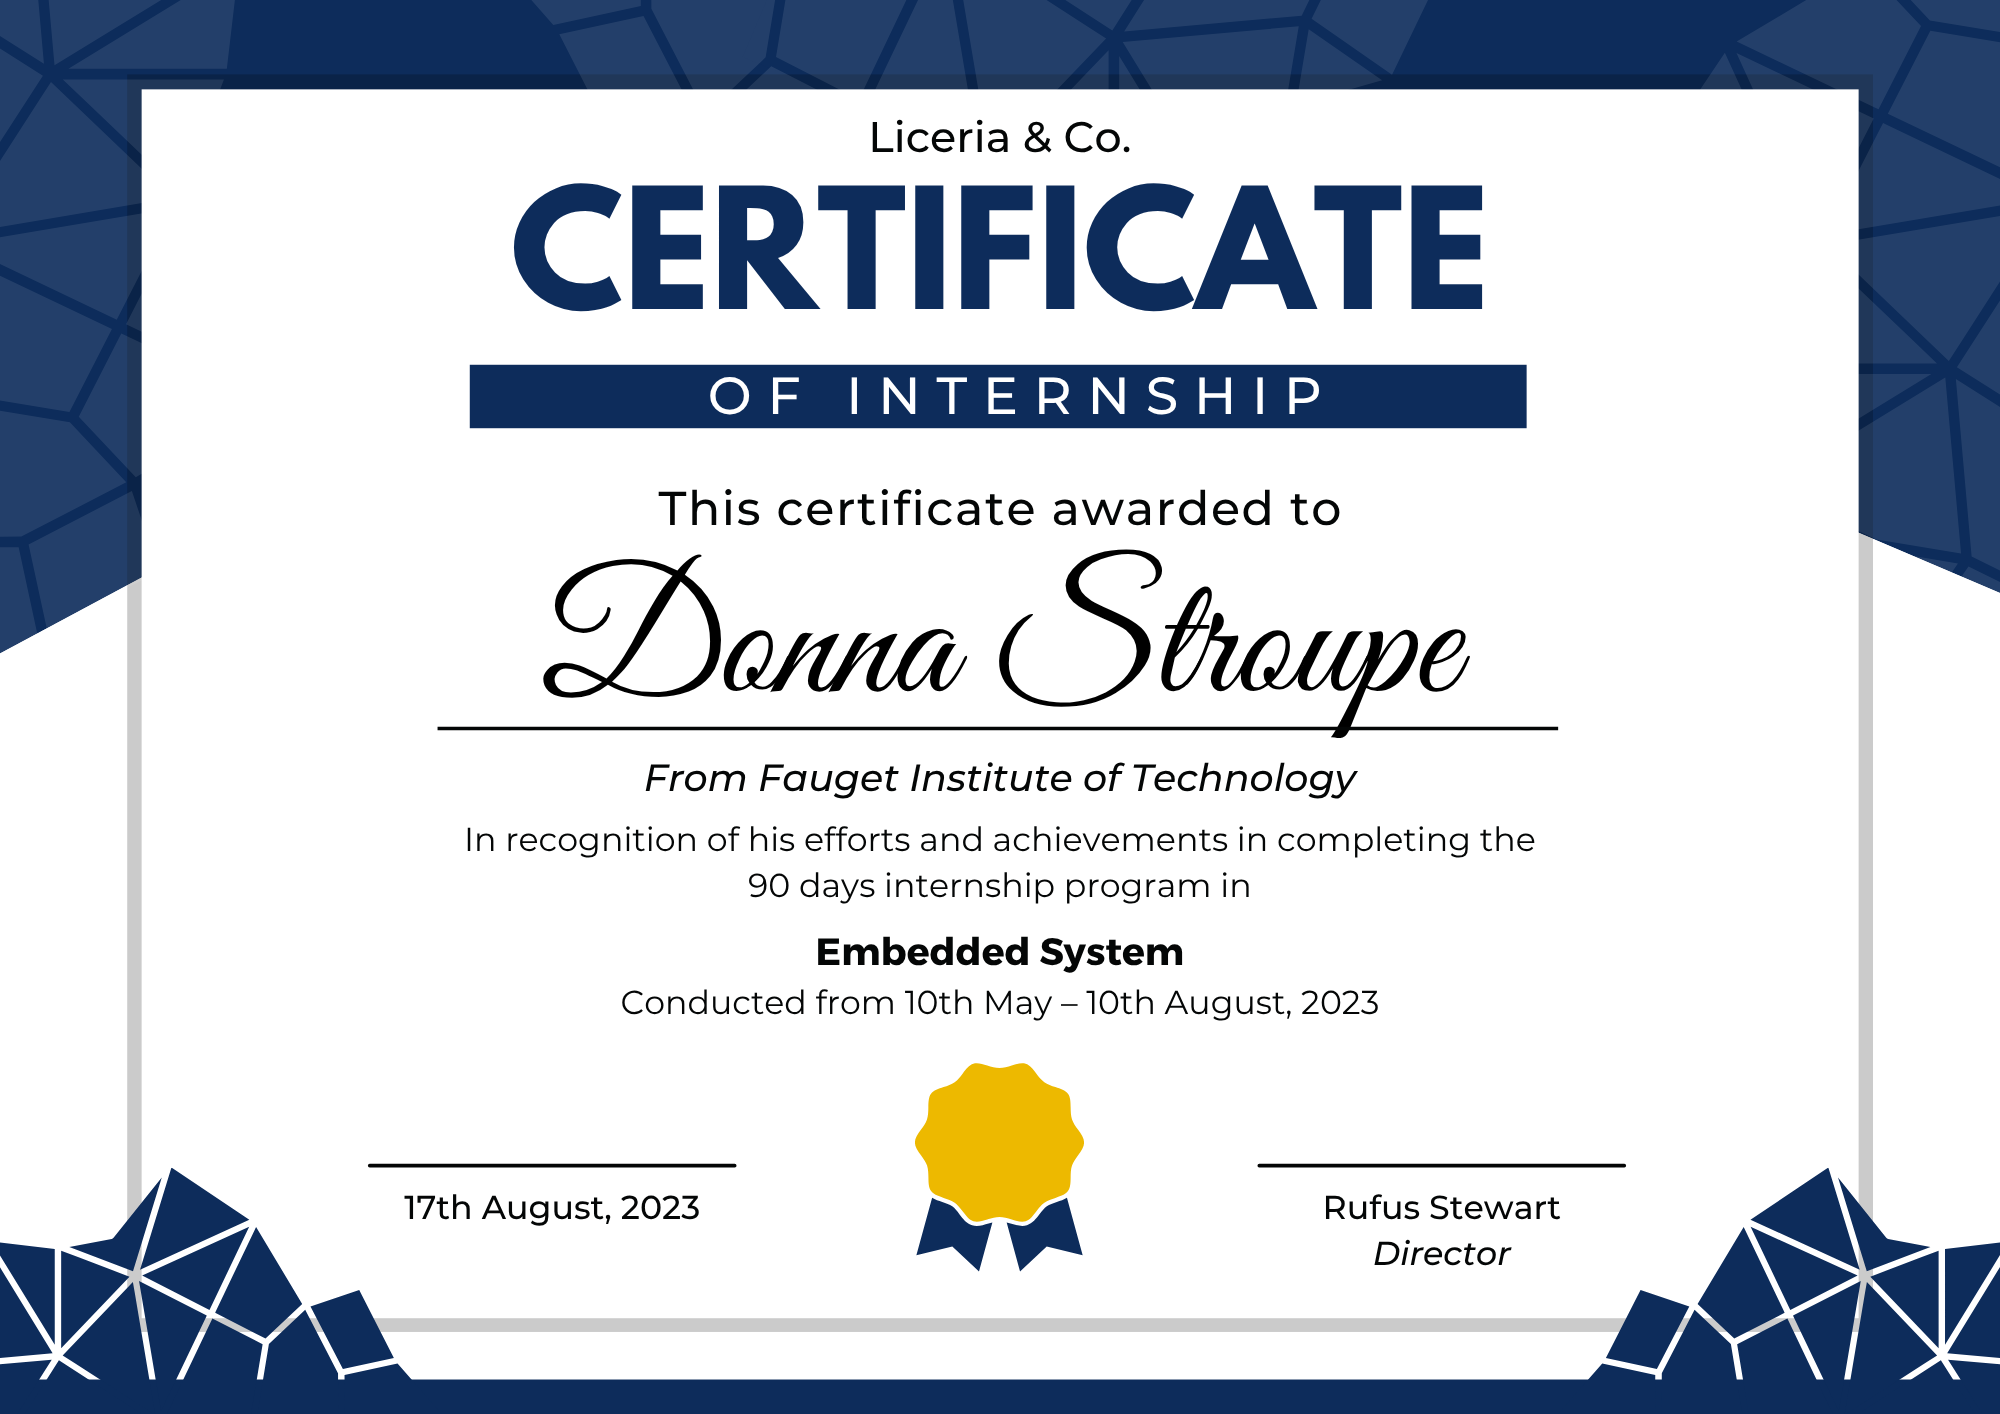 Liceria & Co.
CERTIFICATE
OF INTERNSHIP
This certificate awarded to
Donna Stroupe
From Fauget Institute of Technology
In recognition of his efforts and achievements in completing the
90 days internship program in
Embedded System
Conducted from 10th May – 10th August, 2023
17th August, 2023
Rufus Stewart
Director